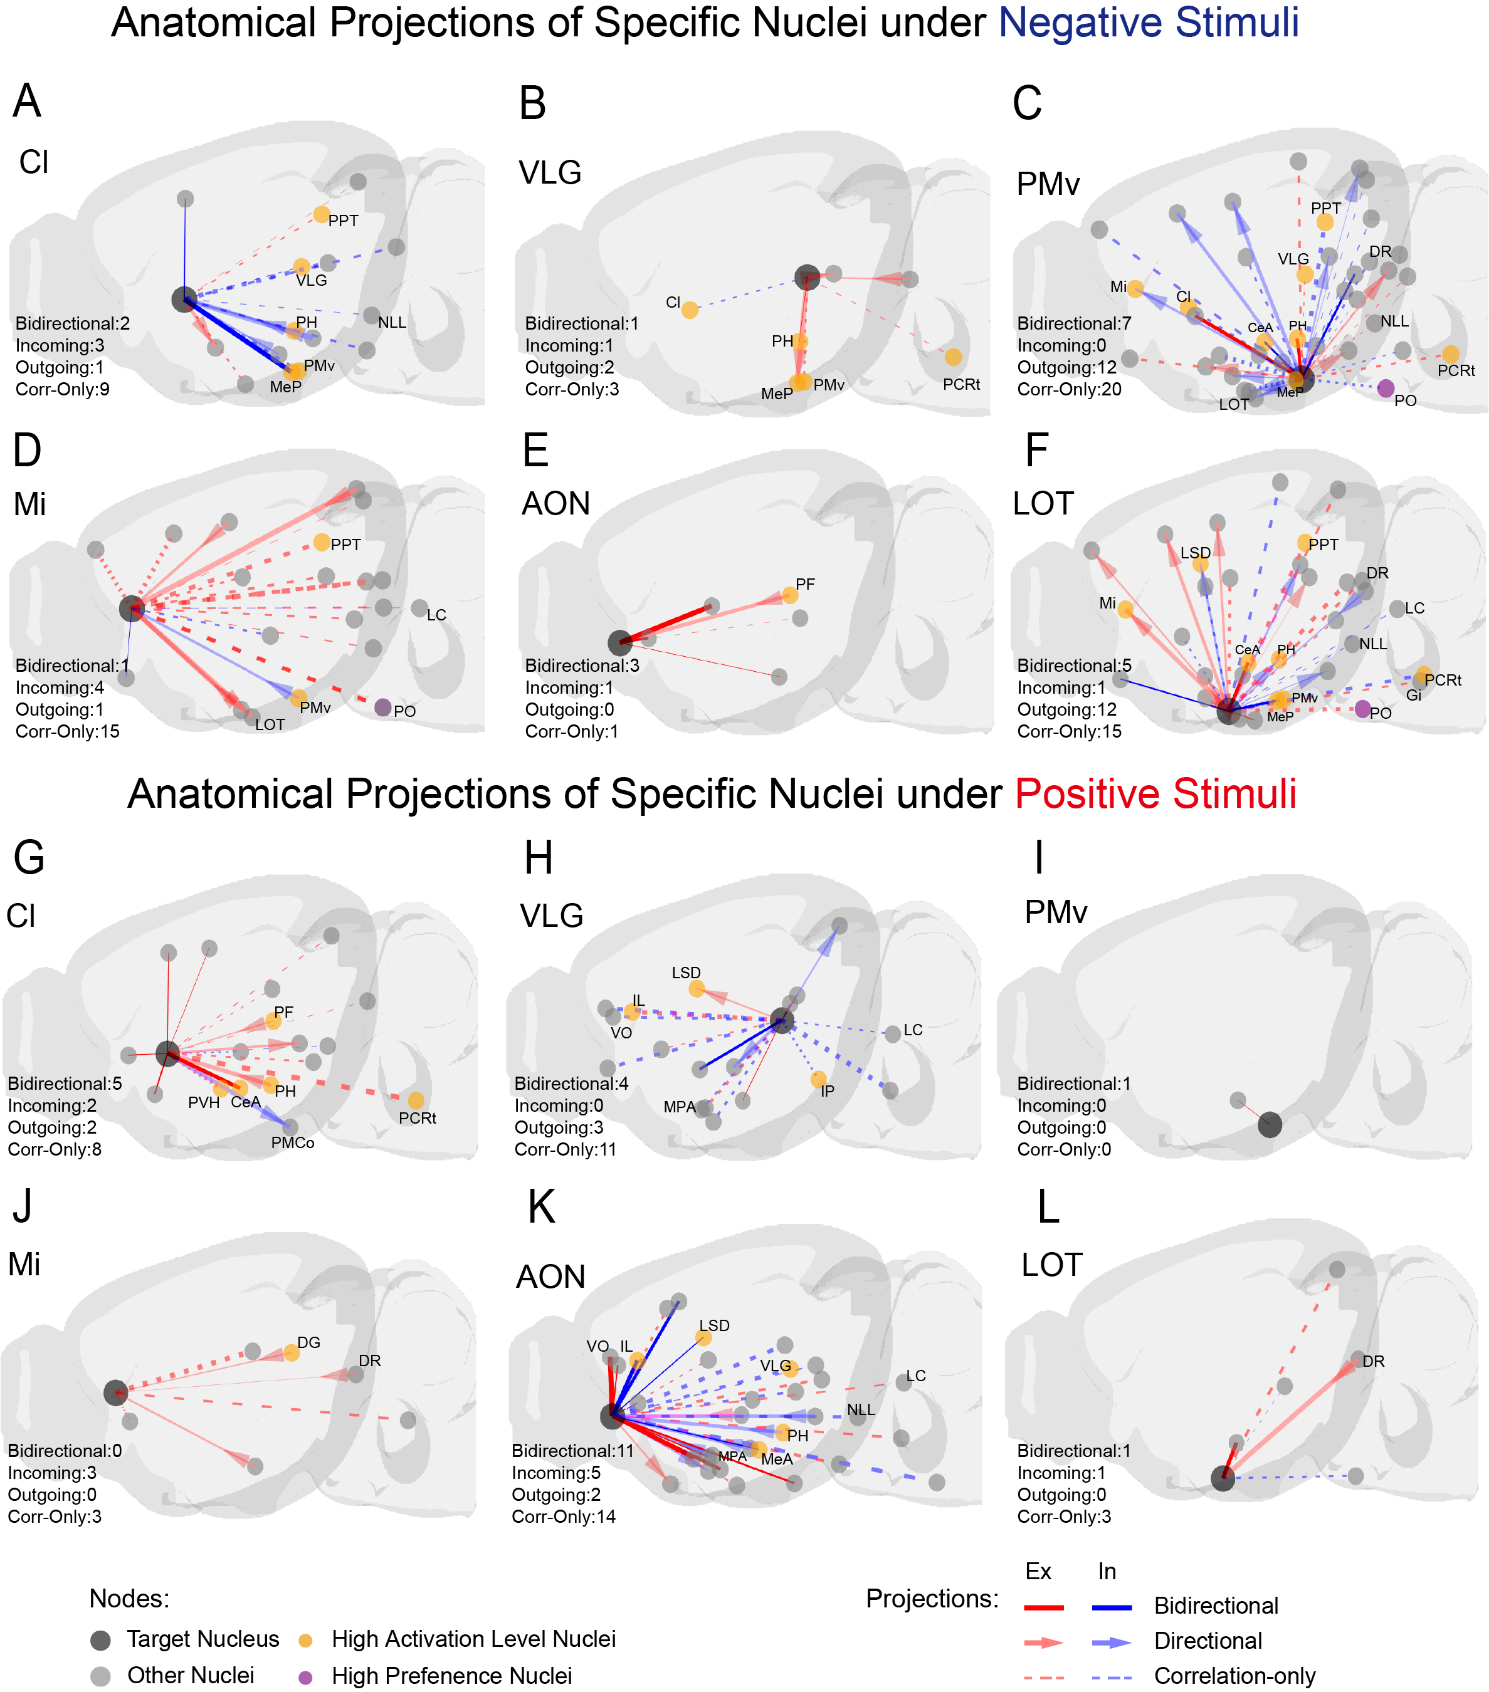 Anatomical Projections of Specific Nuclei under Negative Stimuli
A
Cl
PPT
VLG
PH
NLL
PMv
MeP
Bidirectional:2
Incoming:3
Outgoing:1
Corr-Only:9
B
VLG
Cl
PH
MeP
PMv
PCRt
Bidirectional:1
Incoming:1
Outgoing:2
Corr-Only:3
C
PMv
PPT
DR
VLG
Mi
Cl
CeA
PH
NLL
PCRt
MeP
LOT
PO
Bidirectional:7
Incoming:0
Outgoing:12
Corr-Only:20
D
Mi
PPT
LC
PMv
PO
LOT
Bidirectional:1
Incoming:4
Outgoing:1
Corr-Only:15
E
AON
PF
Bidirectional:3
Incoming:1
Outgoing:0
Corr-Only:1
F
LOT
LSD
PPT
DR
Mi
LC
CeA
PH
NLL
PCRt
Gi
PMv
MeP
PO
Bidirectional:5
Incoming:1
Outgoing:12
Corr-Only:15
Anatomical Projections of Specific Nuclei under Positive Stimuli
G
Cl
PF
PVH
CeA
PH
PCRt
PMCo
Bidirectional:5
Incoming:2
Outgoing:2
Corr-Only:8
H
VLG
LSD
IL
VO
LC
IP
MPA
Bidirectional:4
Incoming:0
Outgoing:3
Corr-Only:11
I
PMv
Bidirectional:1
Incoming:0
Outgoing:0
Corr-Only:0
J
Mi
DG
DR
Bidirectional:0
Incoming:3
Outgoing:0
Corr-Only:3
K
AON
LSD
VO
IL
VLG
LC
NLL
PH
MPA
MeA
Bidirectional:11
Incoming:5
Outgoing:2
Corr-Only:14
L
LOT
DR
Bidirectional:1
Incoming:1
Outgoing:0
Corr-Only:3
Nodes:
Target Nucleus
High Activation Level Nuclei
Other Nuclei
High Prefenence Nuclei
Projections:
Ex
In
Bidirectional
Directional
Correlation-only